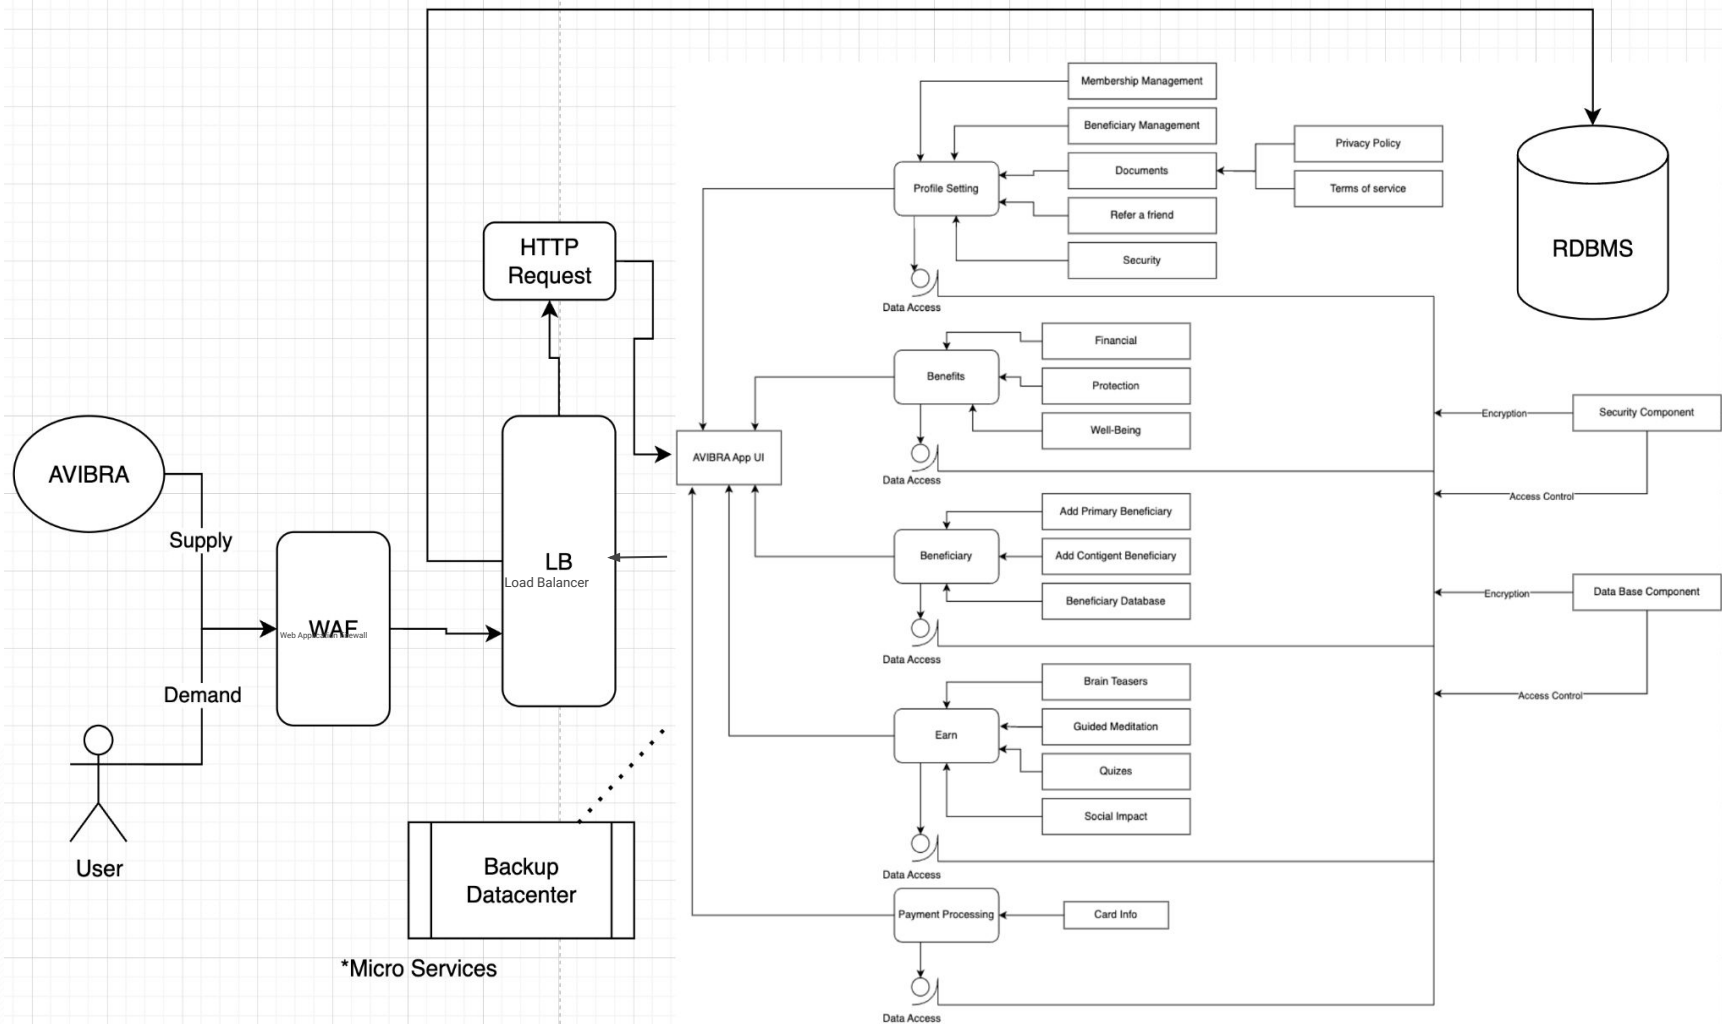 AVIBRA
Supply
Demand
User
WAF
Web Application Firewall
HTTP
Request
LB
Load Balancer
Backup
Datacenter
*Micro Services
AVIBRA App UI
Profile Setting
Membership Management
Beneficiary Management
Documents
Refer a friend
Security
Privacy Policy
Terms of service
Data Access
Benefits
Financial
Protection
Well-Being
Data Access
Beneficiary
Add Primary Beneficiary
Add Contigent Beneficiary
Beneficiary Database
Data Access
Earn
Brain Teasers
Guided Meditation
Quizes
Social Impact
Data Access
Payment Processing
Card Info
Data Access
RDBMS
Encryption
Security Component
Access Control
Encryption
Data Base Component
Access Control